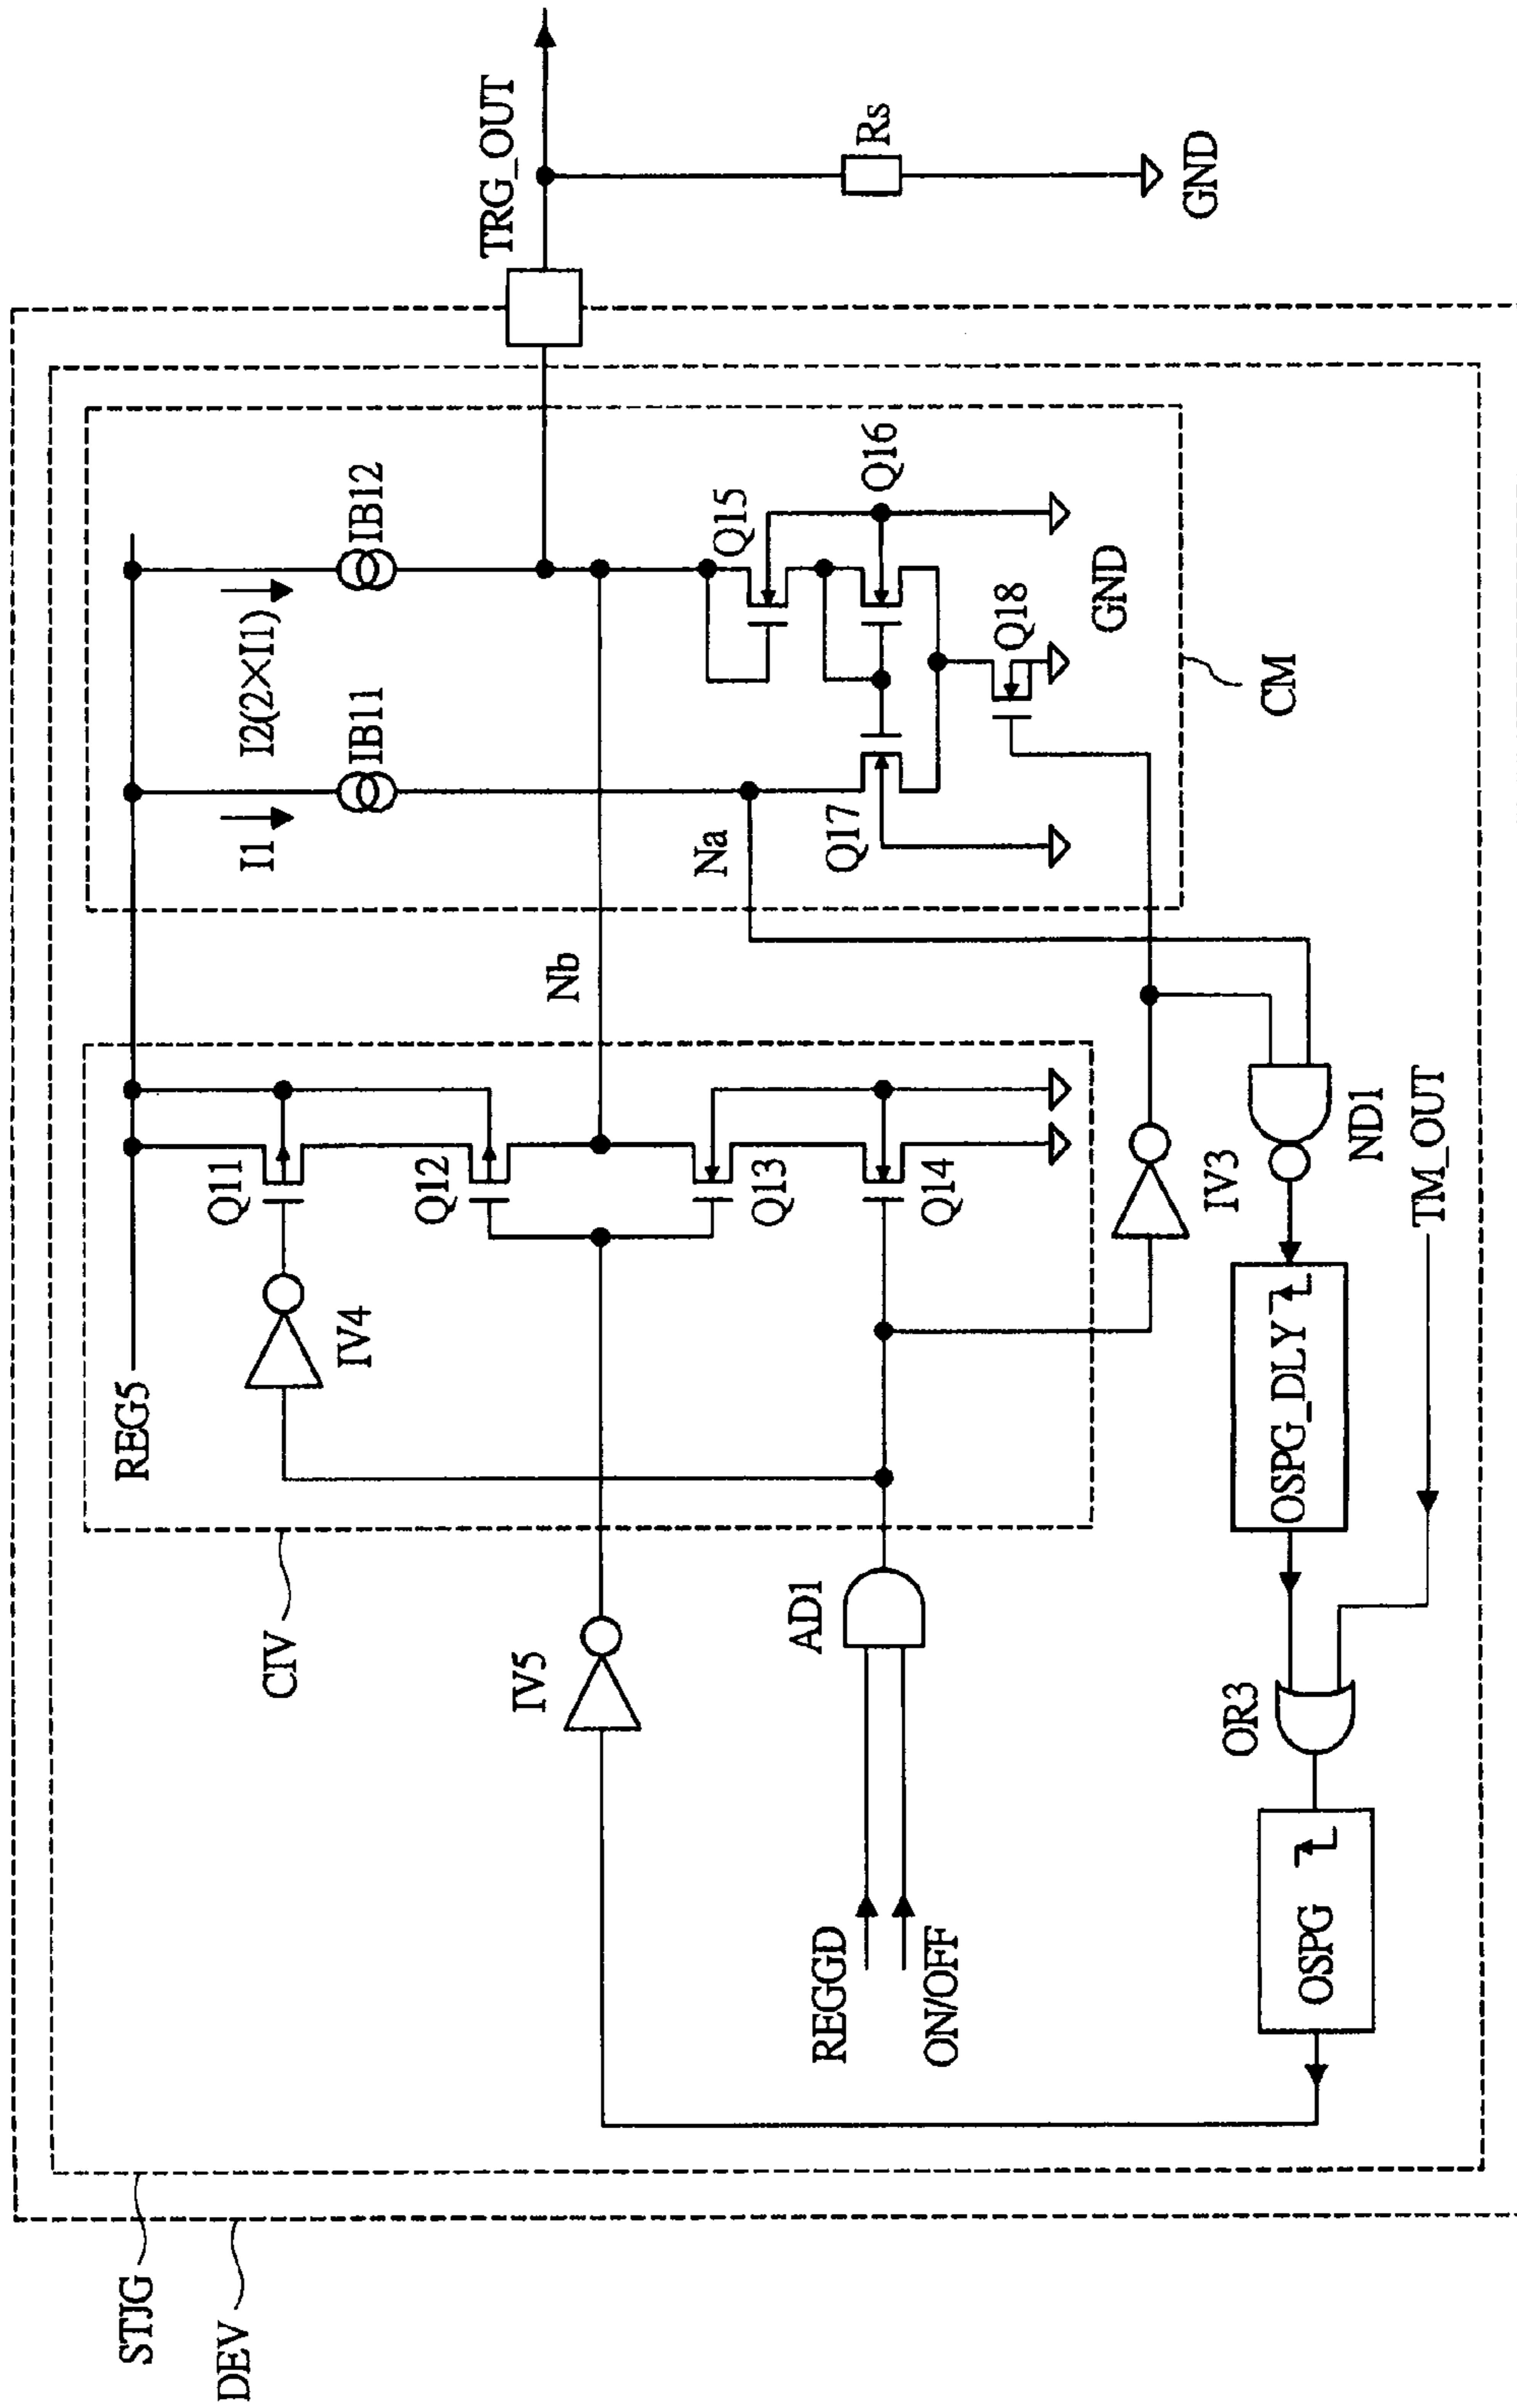 STJG
DEV
CIV
REG5
IV4
Q11
Q12
Q13
Q14
IV5
AD1
REGGD
ON/OFF
Nb
I1
I2(2×I1)
IB11
IB12
Na
Q15
Q16
Q17
Q18
GND
CM
TRG_OUT
Rs
GND
IV3
ND1
TM_OUT
OSPG_DLY
OR3
OSPG